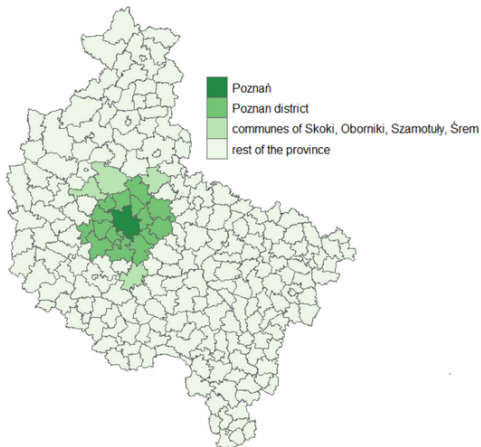 Poznań
Poznan district
communes of Skoki, Oborniki, Szamotuły, Śrem
rest of the province